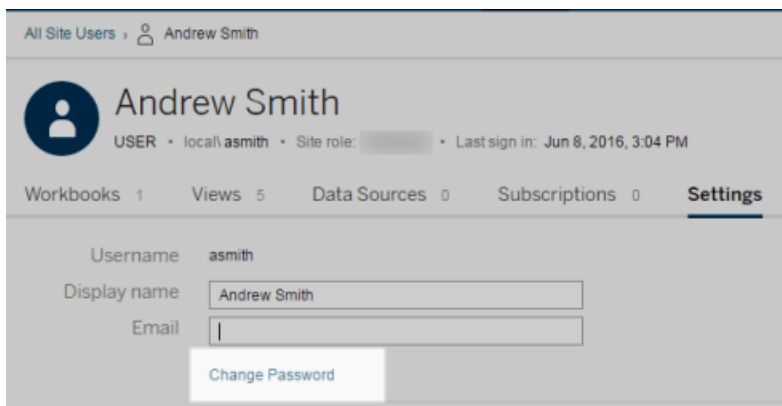 All Site Users › Andrew Smith
Andrew Smith
USER • local\asmith • Site role: • Last sign in: Jun 8, 2016, 3:04 PM
Workbooks 1 Views 5 Data Sources 0 Subscriptions 0 Settings
Username asmith
Display name Andrew Smith
Email
Change Password